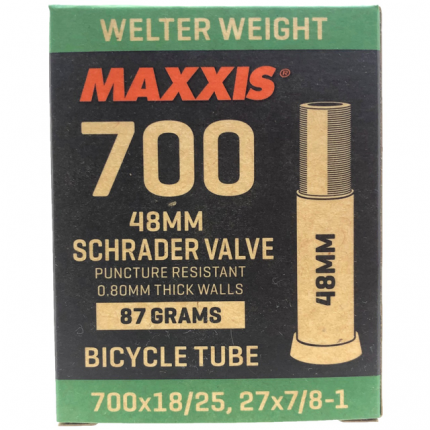 WELTER WEIGHT
MAXXIS®
700
48MM
SCHRADER VALVE
PUNCTURE RESISTANT
0.80MM THICK WALLS
87 GRAMS
BICYCLE TUBE
48MM
700x18/25, 27x7/8-1